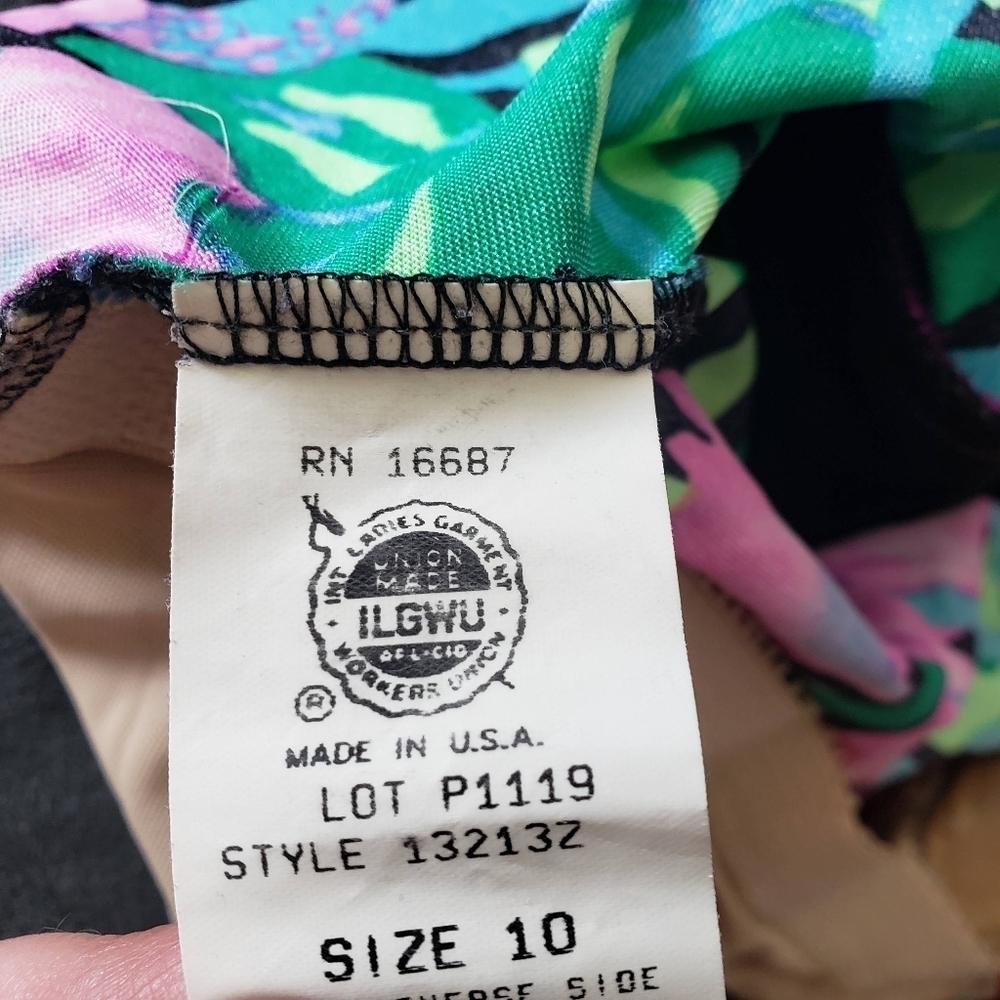 RN 16687
INT LADIES GARMENT
UNION
MADE
ILGWU
AFL-CIO
WORKERS UNION
®
MADE IN U.S.A.
LOT P1119
STYLE 13213Z
SIZE 10
SIDE